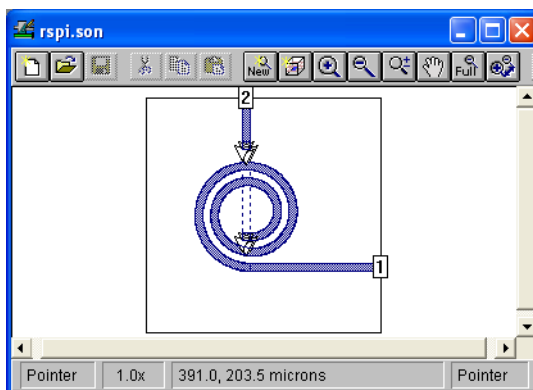 rspi.son
New Full
2
1
Pointer 1.0x 391.0, 203.5 microns Pointer